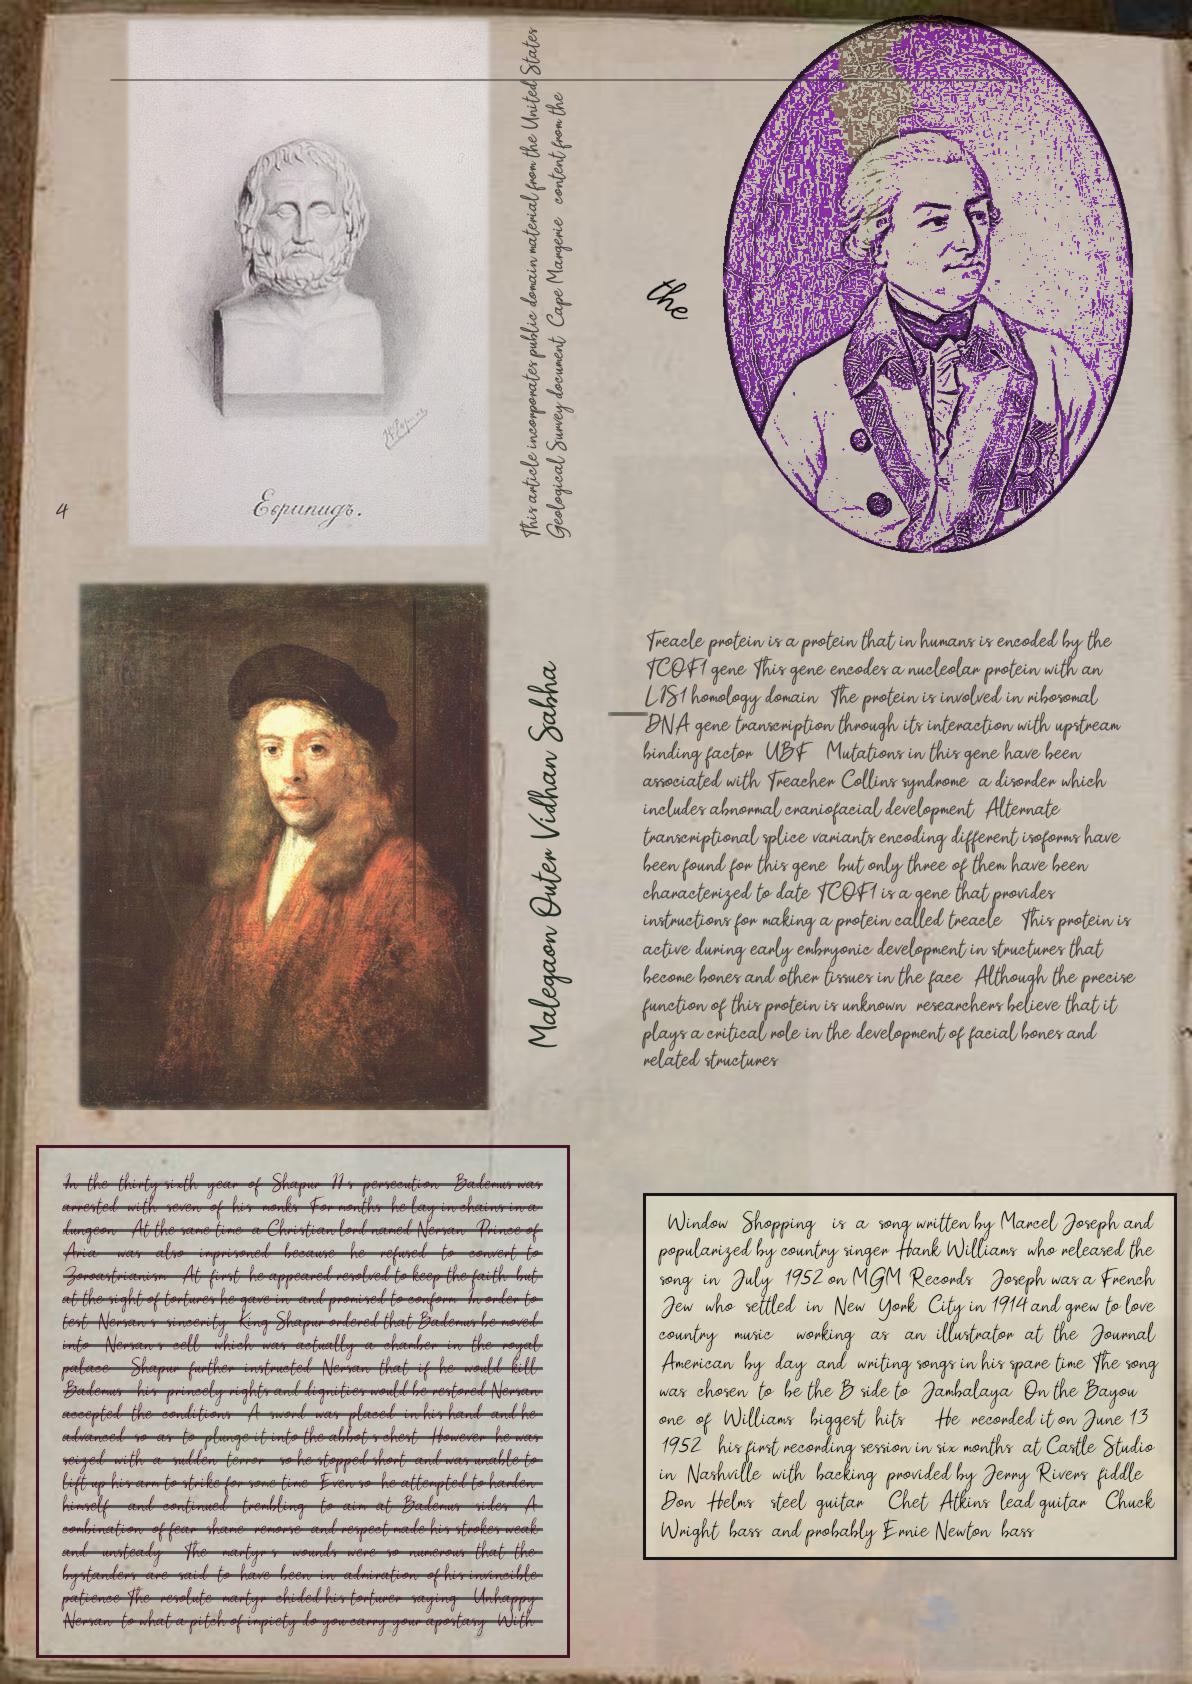 Еврипидъ.
4
This article incorporates public domain material from the United States
Geological Survey document Cape Margerie content from the
the
Malegaon Outer Vidhan Sabha
Treacle protein is a protein that in humans is encoded by the
TCOF1 gene This gene encodes a nucleolar protein with an
LIS1 homology domain The protein is involved in ribosomal
DNA gene transcription through its interaction with upstream
binding factor UBF Mutations in this gene have been
associated with Treacher Collins syndrome a disorder which
includes abnormal craniofacial development Alternate
transcriptional splice variants encoding different isoforms have
been found for this gene but only three of them have been
characterized to date TCOF1 is a gene that provides
instructions for making a protein called treacle This protein is
active during early embryonic development in structures that
become bones and other tissues in the face Although the precise
function of this protein is unknown researchers believe that it
plays a critical role in the development of facial bones and
related structures
In the thirty sixth year of Shapur II s persecution Bademus was
arrested with seven of his monks For months he lay in chains in a
dungeon At the same time a Christian lord named Nersan Prince of
Aria was also imprisoned because he refused to convert to
Zoroastrianism At first he appeared resolved to keep the faith but
at the sight of tortures he gave in and promised to conform In order to
test Nersan s sincerity King Shapur ordered that Bademus be moved
into Nersan s cell which was actually a chamber in the royal
palace Shapur further instructed Nersan that if he would kill
Bademus his princely rights and dignities would be restored Nersan
accepted the conditions A sword was placed in his hand and he
advanced so as to plunge it into the abbot s chest However he was
seized with a sudden terror so he stopped short and was unable to
lift up his arm to strike for some time Even so he attempted to harden
himself and continued trembling to aim at Bademus sides A
combination of fear shame remorse and respect made his strokes weak
and unsteady The martyr s wounds were so numerous that the
bystanders are said to have been in admiration of his invincible
patience The resolute martyr chided his torturer saying Unhappy
Nersan to what a pitch of impiety do you carry your apostasy With
Window Shopping is a song written by Marcel Joseph and
popularized by country singer Hank Williams who released the
song in July 1952 on MGM Records Joseph was a French
Jew who settled in New York City in 1914 and grew to love
country music working as an illustrator at the Journal
American by day and writing songs in his spare time The song
was chosen to be the B side to Jambalaya On the Bayou
one of Williams biggest hits He recorded it on June 13
1952 his first recording session in six months at Castle Studio
in Nashville with backing provided by Jerry Rivers fiddle
Don Helms steel guitar Chet Atkins lead guitar Chuck
Wright bass and probably Ernie Newton bass